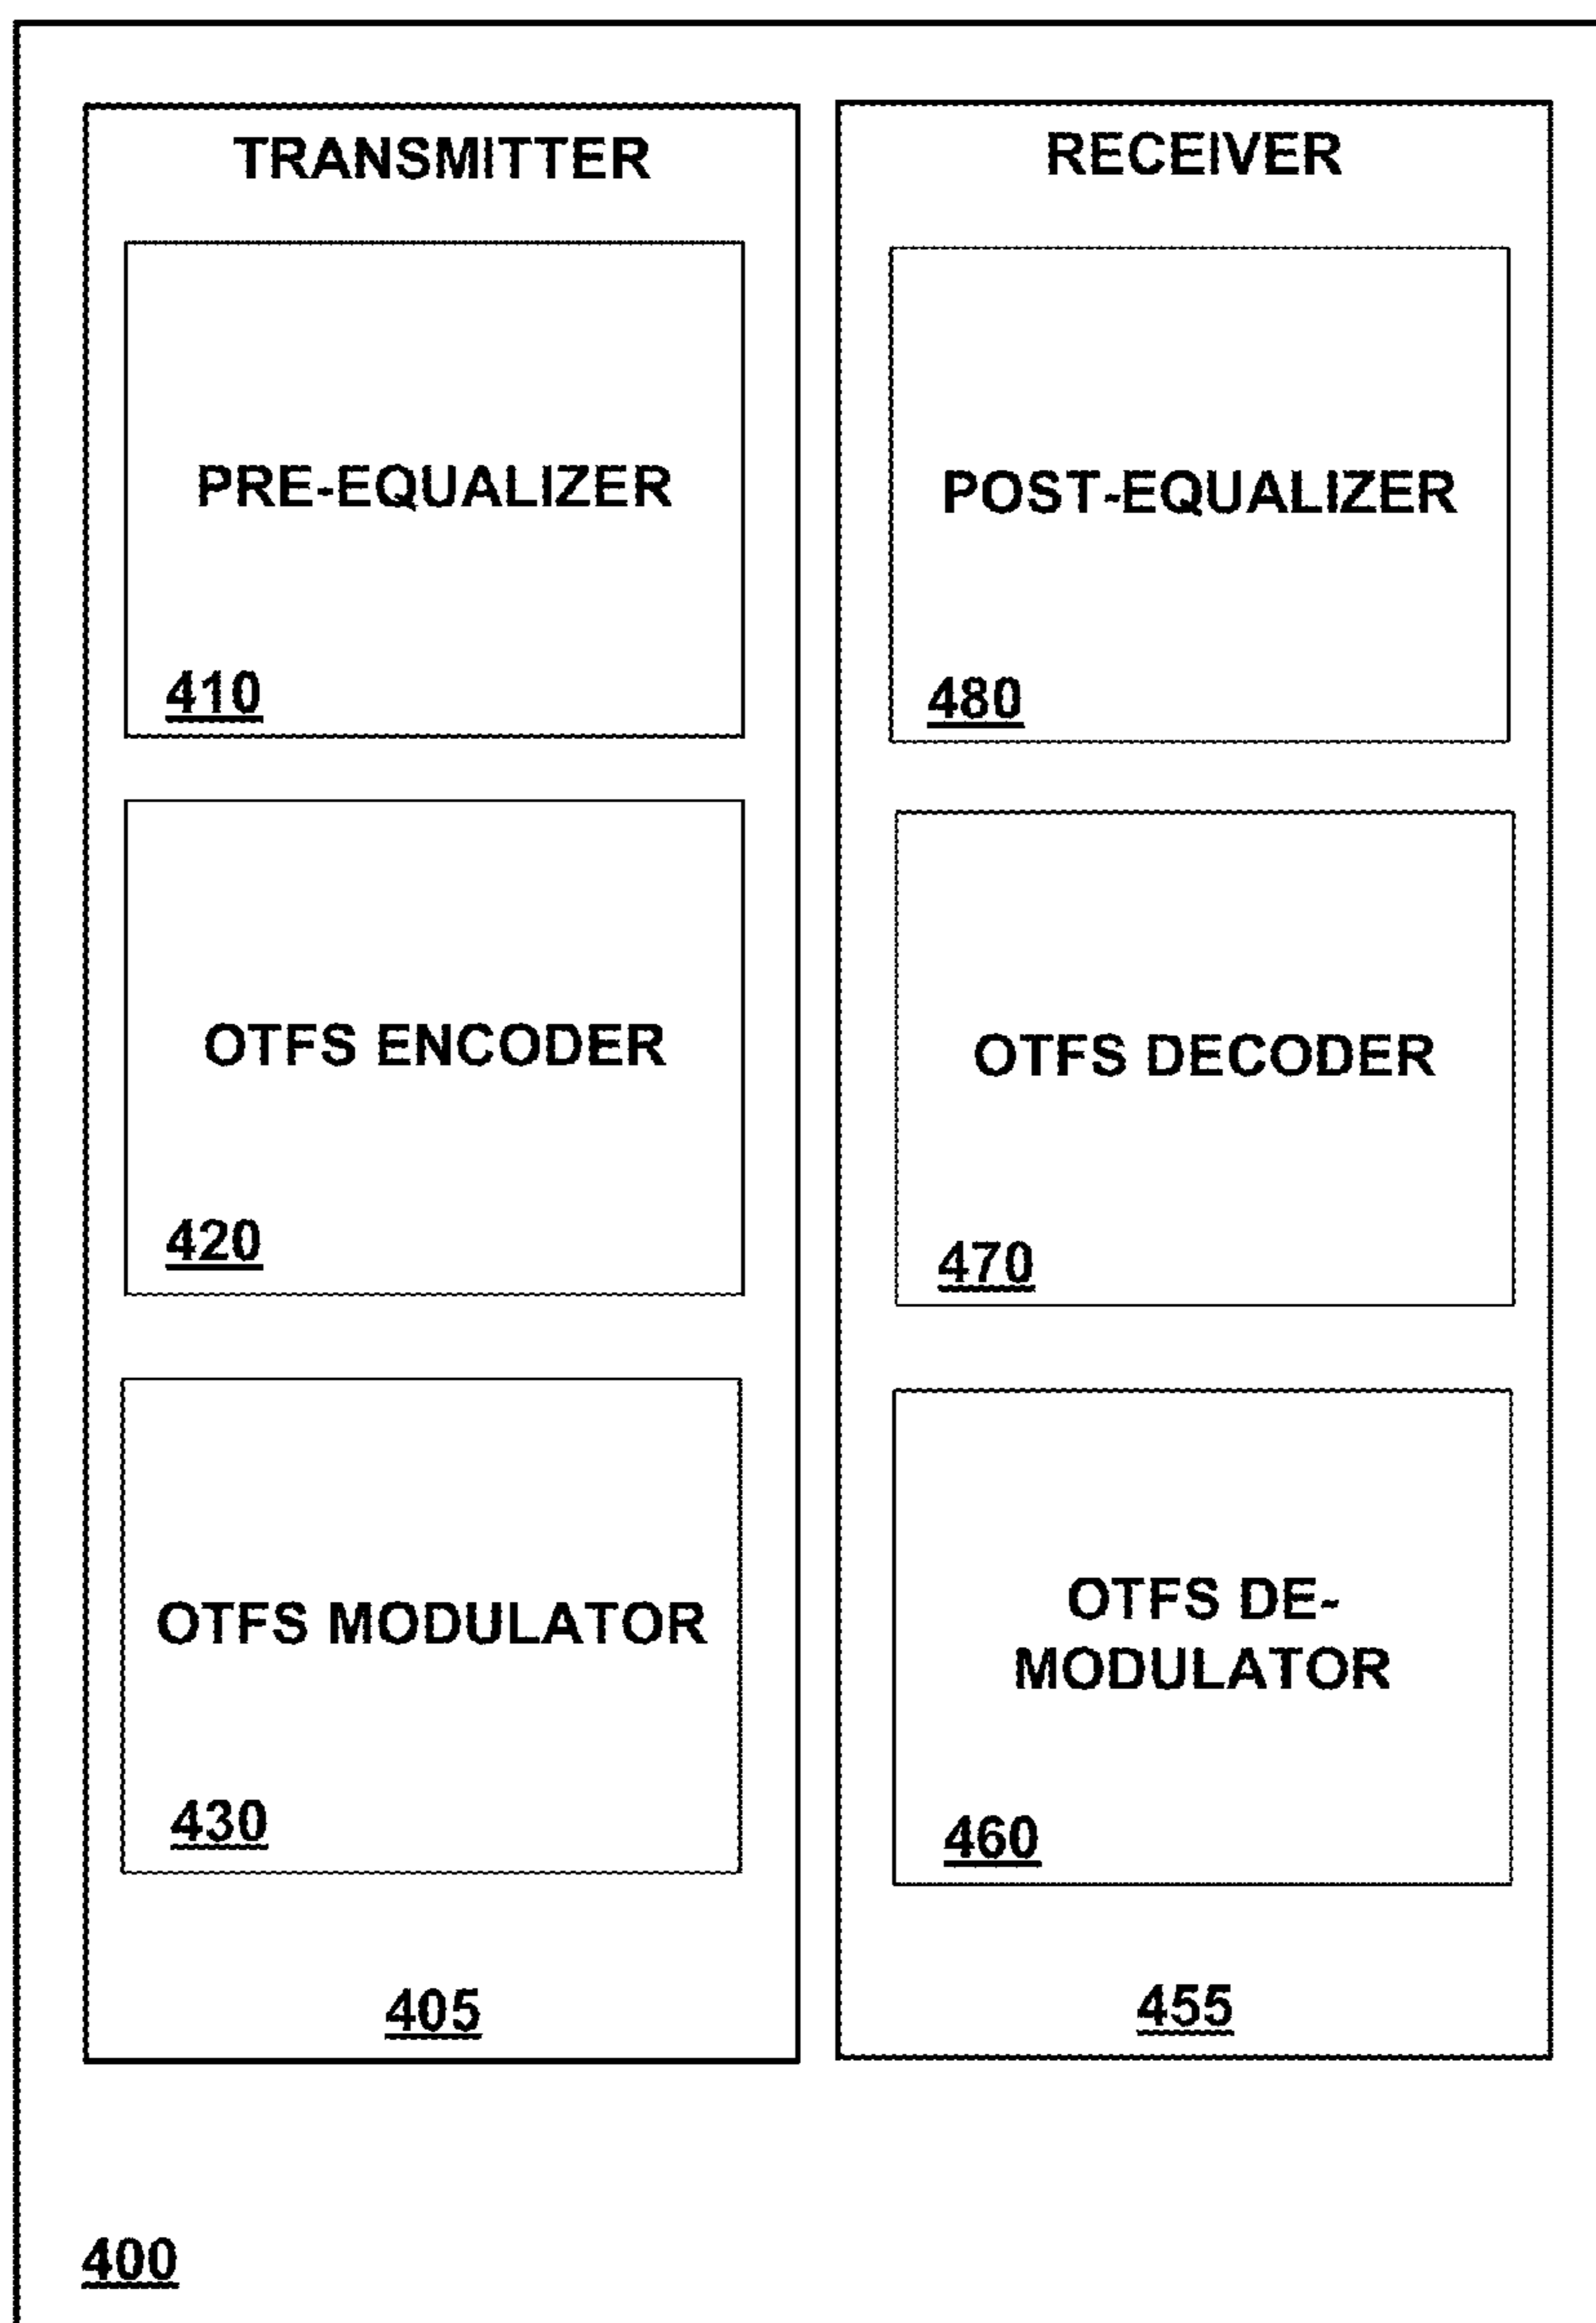 TRANSMITTER
PRE-EQUALIZER
410
OTFS ENCODER
420
OTFS MODULATOR
430
405
RECEIVER
POST-EQUALIZER
480
OTFS DECODER
470
OTFS DE-
MODULATOR
460
455
400